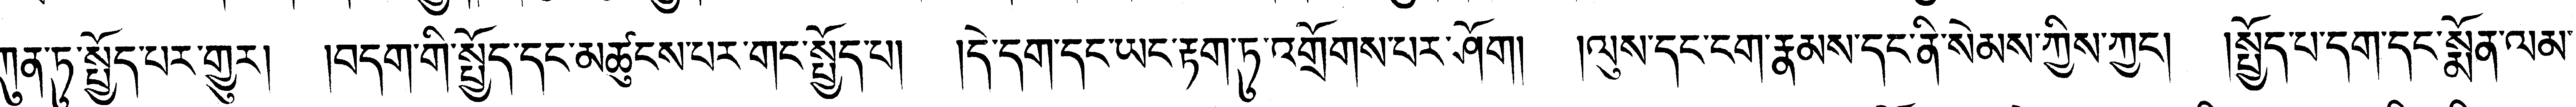 ཀུན་ཏུ་སྤྱོད་པར་གྱུར། །བདག་གི་སྤྱོད་དང་མཚུངས་པར་གང་སྤྱོད་པ། །དེ་དག་དང་ཡང་རྟག་ཏུ་འགྲོགས་པར་ཤོག །ལུས་དང་ངག་རྣམས་དང་ནི་སེམས་ཀྱིས་ཀྱང། །སྤྱོད་པ་དག་དང་སྨོན་ལམ་